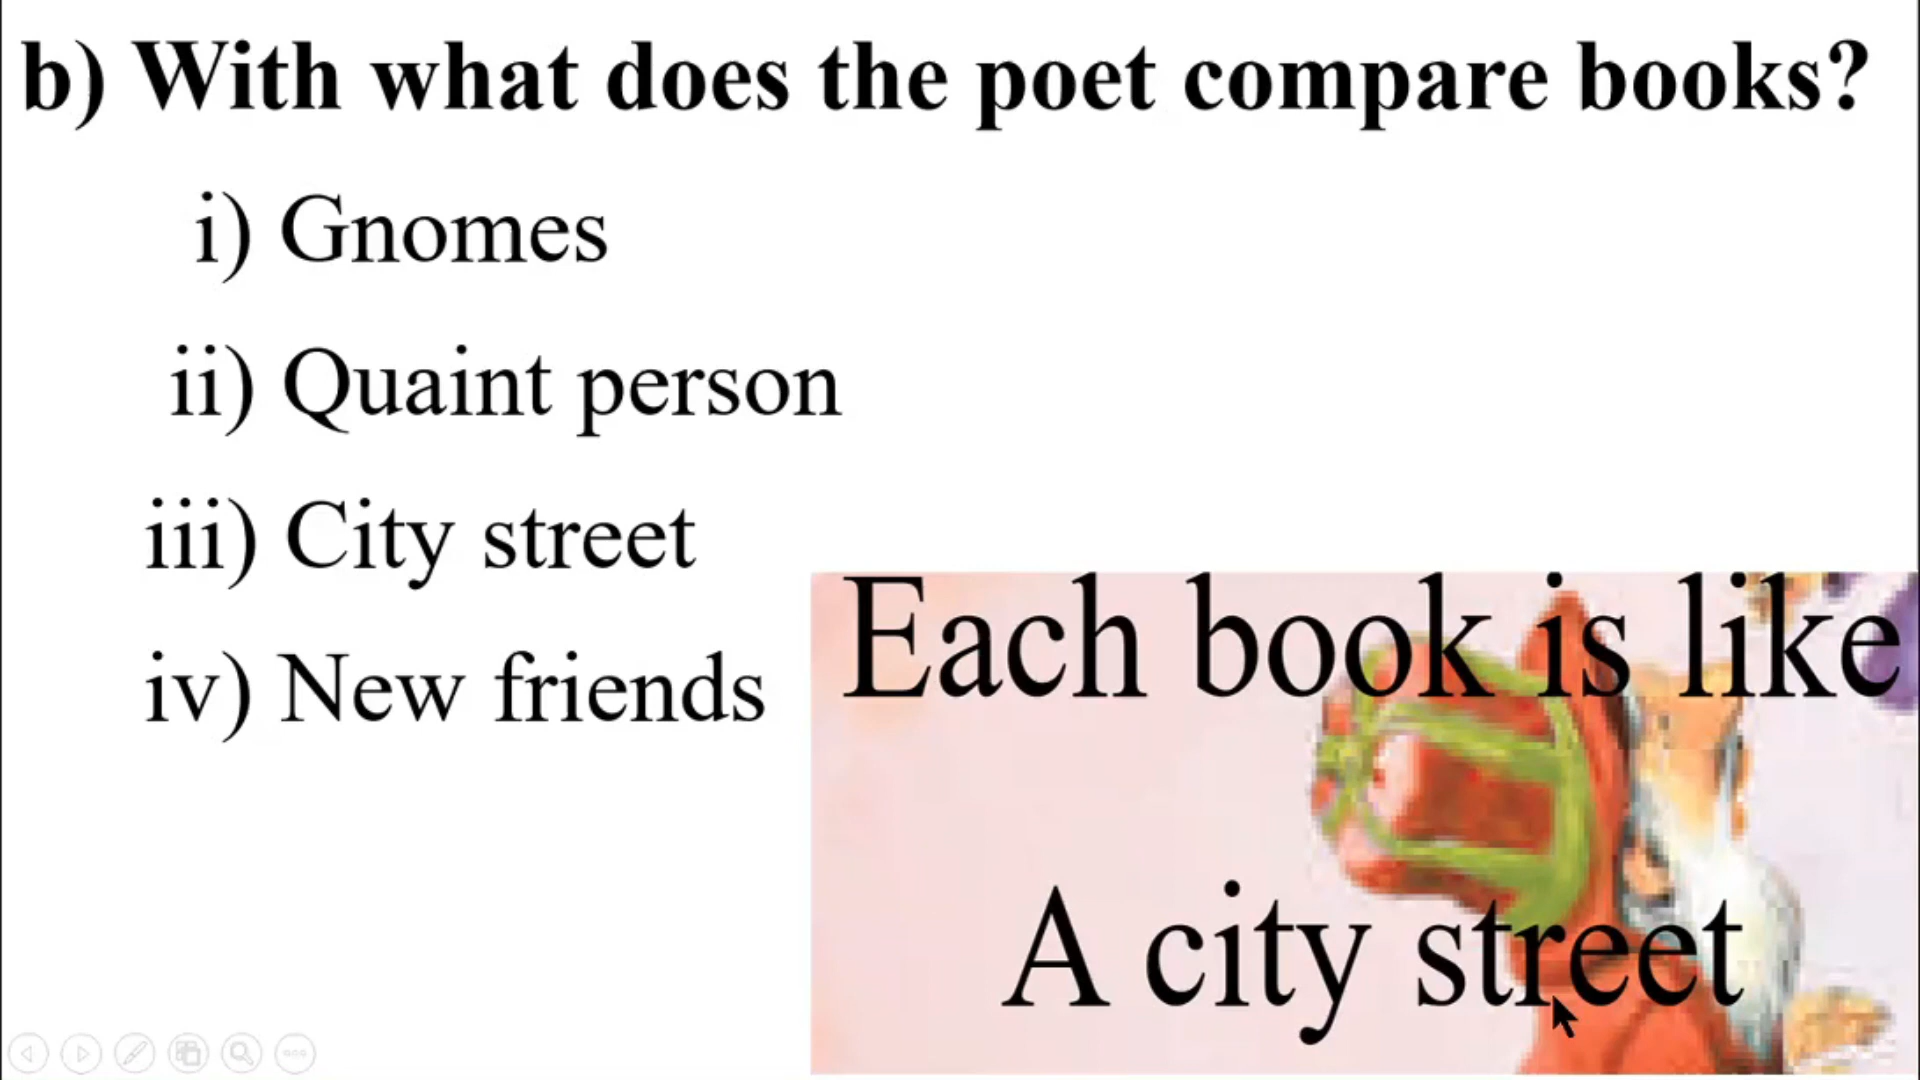 b) With what does the poet compare books?
i) Gnomes
ii) Quaint person
iii) City street
iv) New friends
Each book is like
A city street